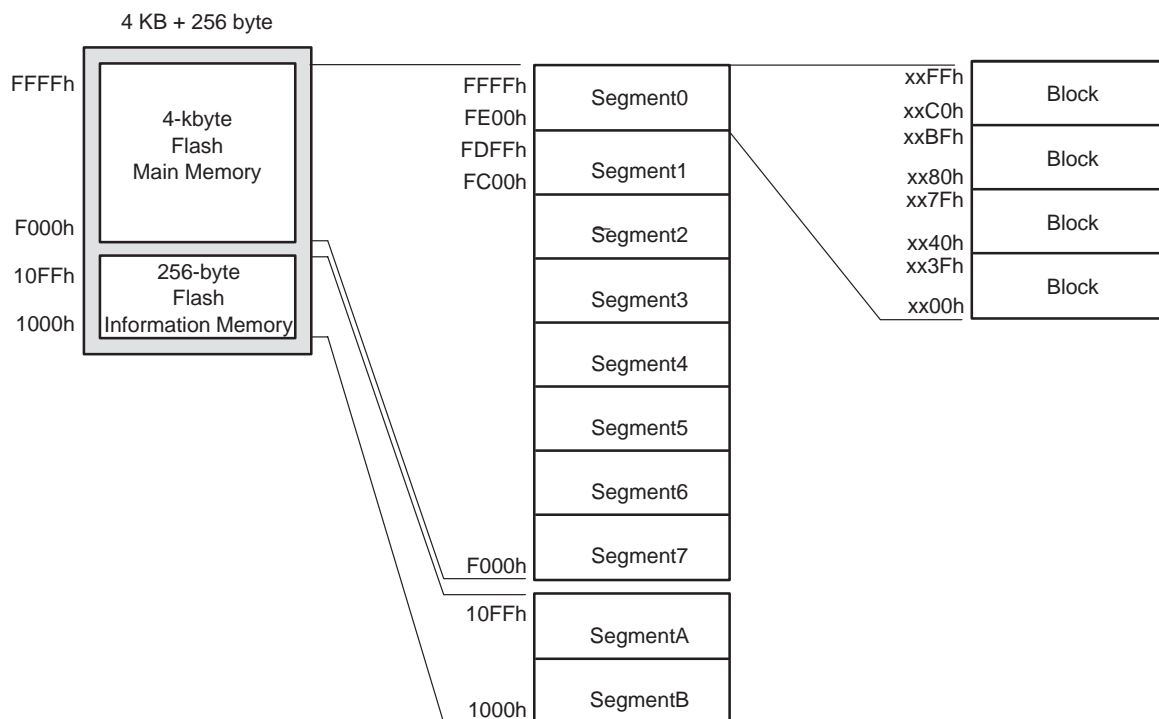 4 KB + 256 byte
FFFFh
4-kbyte
Flash
Main Memory
F000h
10FFh
256-byte
Flash
Information Memory
1000h
FFFFh
Segment0
FE00h
FDFFh
Segment1
FC00h
Segment2
Segment3
Segment4
Segment5
Segment6
Segment7
F000h
10FFh
SegmentA
SegmentB
1000h
xxFFh
Block
xxC0h
xxBFh
Block
xx80h
xx7Fh
Block
xx40h
xx3Fh
Block
xx00h